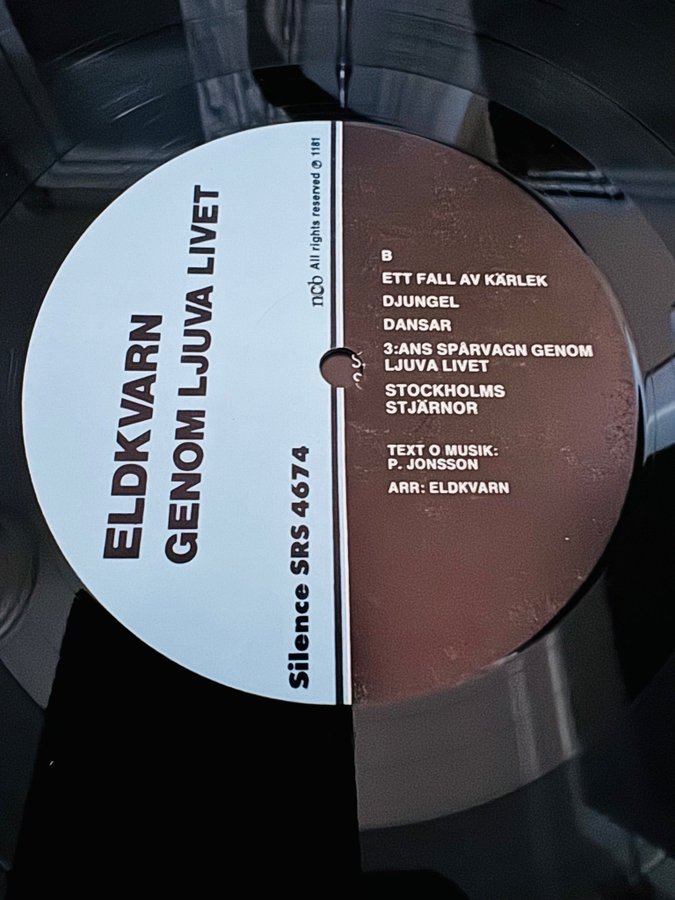 ELDKVARN
GENOM LJUVA LIVET
Silence SRS 4674
ncb All rights reserved Ⓟ 1181
B
ETT FALL AV KÄRLEK
DJUNGEL
DANSAR
3:ANS SPÅRVAGN GENOM
LJUVA LIVET
STOCKHOLMS
STJÄRNOR
TEXT O MUSIK:
P. JONSSON
ARR: ELDKVARN